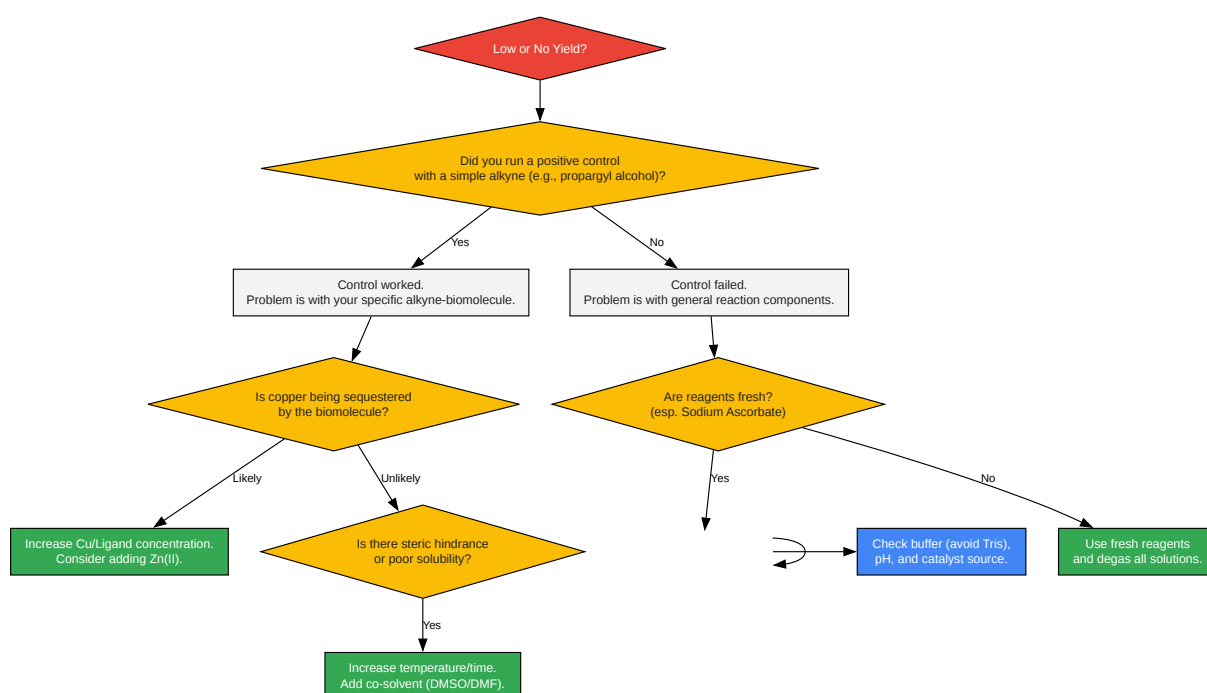 Low or No Yield?
Did you run a positive control
with a simple alkyne (e.g., propargyl alcohol)?
Yes
No
Control worked.
Problem is with your specific alkyne-biomolecule.
Control failed.
Problem is with general reaction components.
Is copper being sequestered
by the biomolecule?
Are reagents fresh?
(esp. Sodium Ascorbate)
Likely
Unlikely
Yes
No
Increase Cu/Ligand concentration.
Consider adding Zn(II).
Is there steric hindrance
or poor solubility?
Check buffer (avoid Tris),
pH, and catalyst source.
Use fresh reagents
and degas all solutions.
Yes
Increase temperature/time.
Add co-solvent (DMSO/DMF).